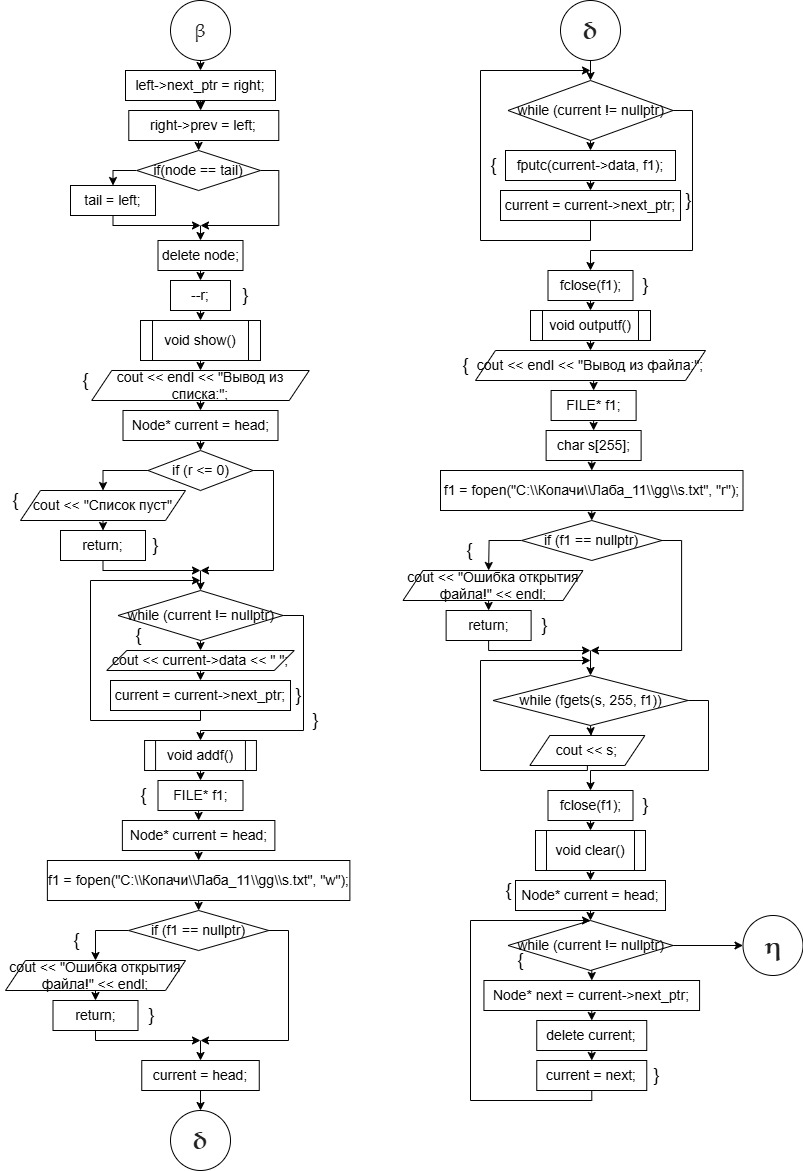 β
left->next_ptr = right;
right->prev = left;
if(node == tail)
tail = left;
delete node;
--r;
}
void show()
{
cout << endl << "Вывод из
списка:";
Node* current = head;
if (r <= 0)
{
cout << "Список пуст"
return;
}
while (current != nullptr)
{
cout << current->data << " ";
current = current->next_ptr;
}
}
void addf()
{
FILE* f1;
Node* current = head;
f1 = fopen("C:\\Копачи\\Лаба_11\\gg\\s.txt", "w");
if (f1 == nullptr)
{
cout << "Ошибка открытия
файла!" << endl;
return;
}
current = head;
δ
δ
while (current != nullptr)
{
fputc(current->data, f1);
current = current->next_ptr;
}
fclose(f1);
}
void outputf()
{
cout << endl << "Вывод из файла:";
FILE* f1;
char s[255];
f1 = fopen("C:\\Копачи\\Лаба_11\\gg\\s.txt", "r");
if (f1 == nullptr)
{
cout << "Ошибка открытия
файла!" << endl;
return;
}
while (fgets(s, 255, f1))
cout << s;
fclose(f1);
}
void clear()
{
Node* current = head;
while (current != nullptr)
η
{
Node* next = current->next_ptr;
delete current;
current = next;
}